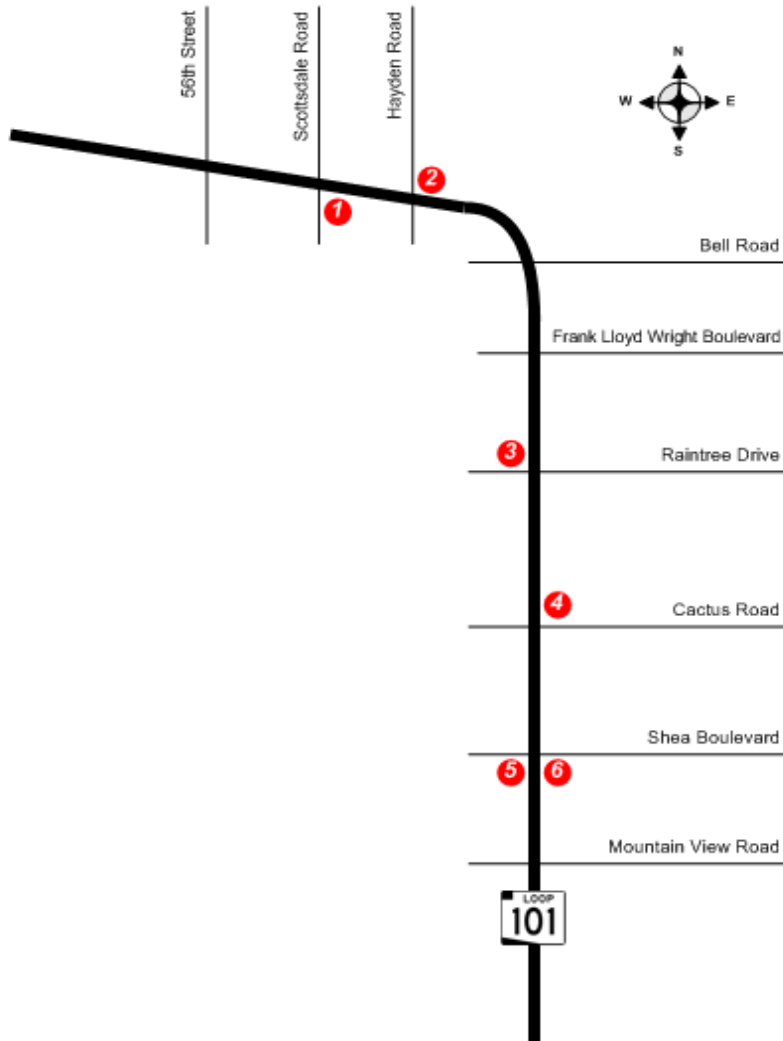 56th Street
Scottsdale Road
Hayden Road
N
W E
S
2
1
Bell Road
Frank Lloyd Wright Boulevard
3
Raintree Drive
4
Cactus Road
Shea Boulevard
5 6
Mountain View Road
LOOP
101